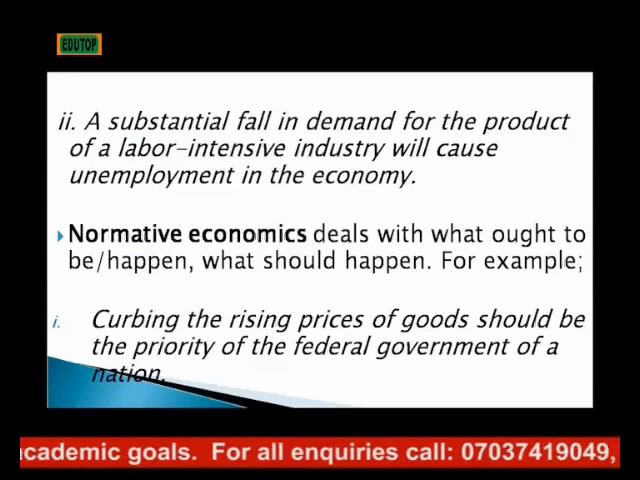 EDUTOP
ii. A substantial fall in demand for the product
of a labor-intensive industry will cause
unemployment in the economy.
Normative economics deals with what ought to
be/happen, what should happen. For example;
i. Curbing the rising prices of goods should be
the priority of the federal government of a
nation.
academic goals. For all enquiries call: 07037419049,